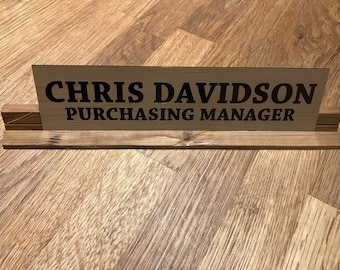 CHRIS DAVIDSON
PURCHASING MANAGER